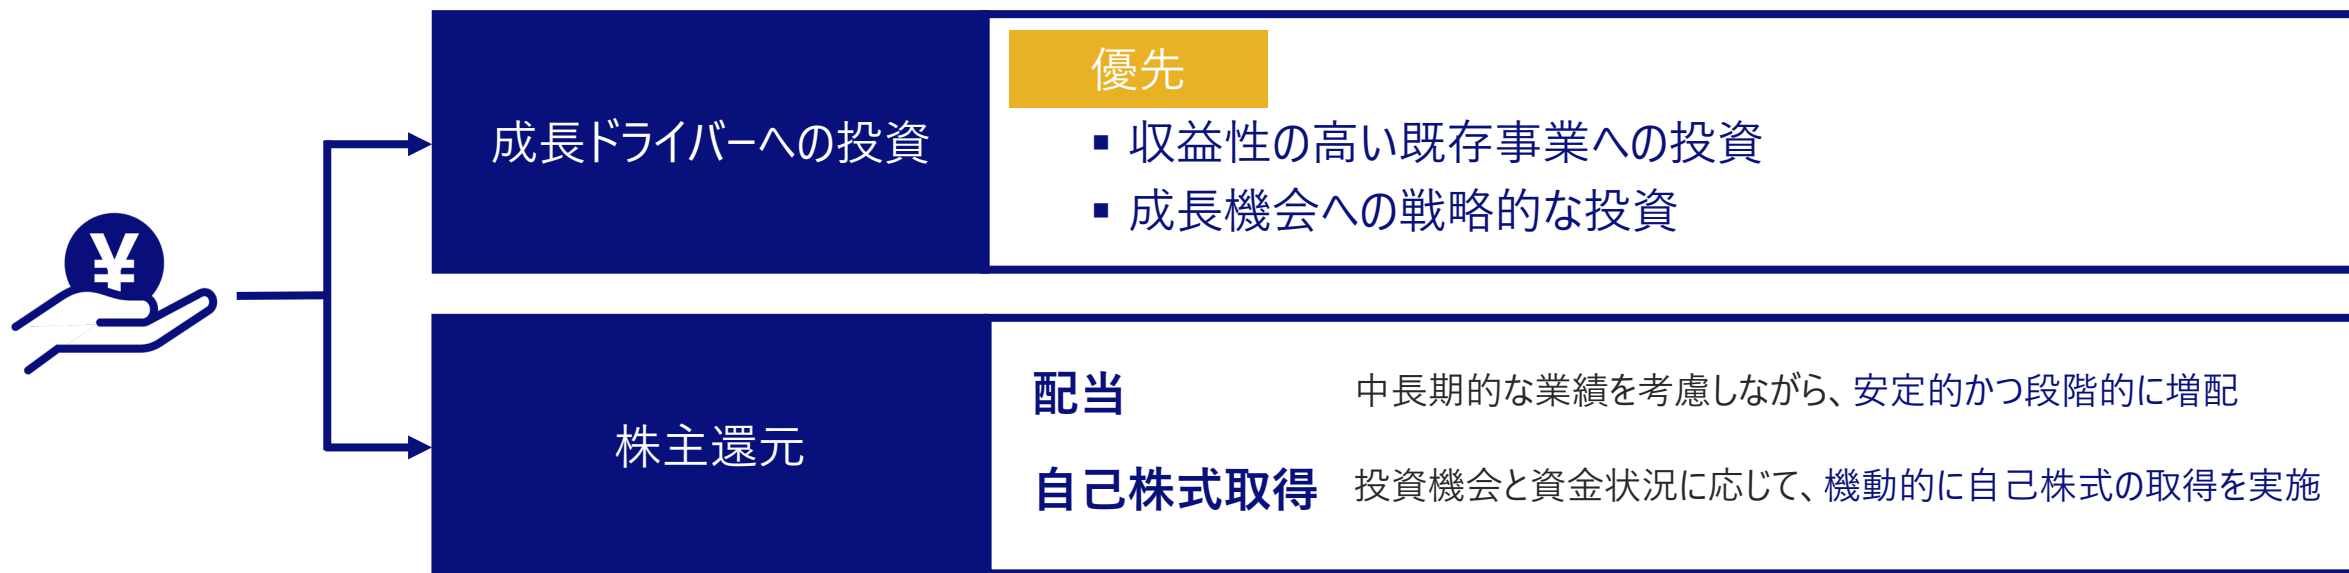 優先
成長ドライバーへの投資
▪ 収益性の高い既存事業への投資
▪ 成長機会への戦略的な投資
¥
株主還元
配当 中長期的な業績を考慮しながら、安定的かつ段階的に増配
自己株式取得 投資機会と資金状況に応じて、機動的に自己株式の取得を実施